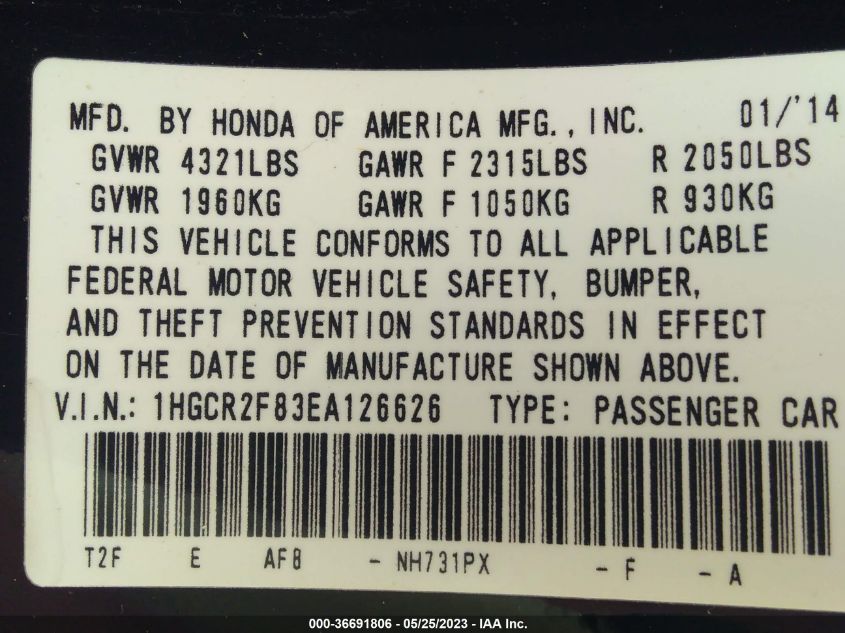 MFD. BY HONDA OF AMERICA MFG., INC. 01/'14
GVWR 4321LBS GAWR F 2315LBS R 2050LBS
GVWR 1960KG GAWR F 1050KG R 930KG
THIS VEHICLE CONFORMS TO ALL APPLICABLE
FEDERAL MOTOR VEHICLE SAFETY, BUMPER,
AND THEFT PREVENTION STANDARDS IN EFFECT
ON THE DATE OF MANUFACTURE SHOWN ABOVE.
V.I.N.: 1HGCR2F83EA126626 TYPE: PASSENGER CAR
T2F E AF8 - NH731PX - F - A
000-36691806 - 05/25/2023 - IAA Inc.